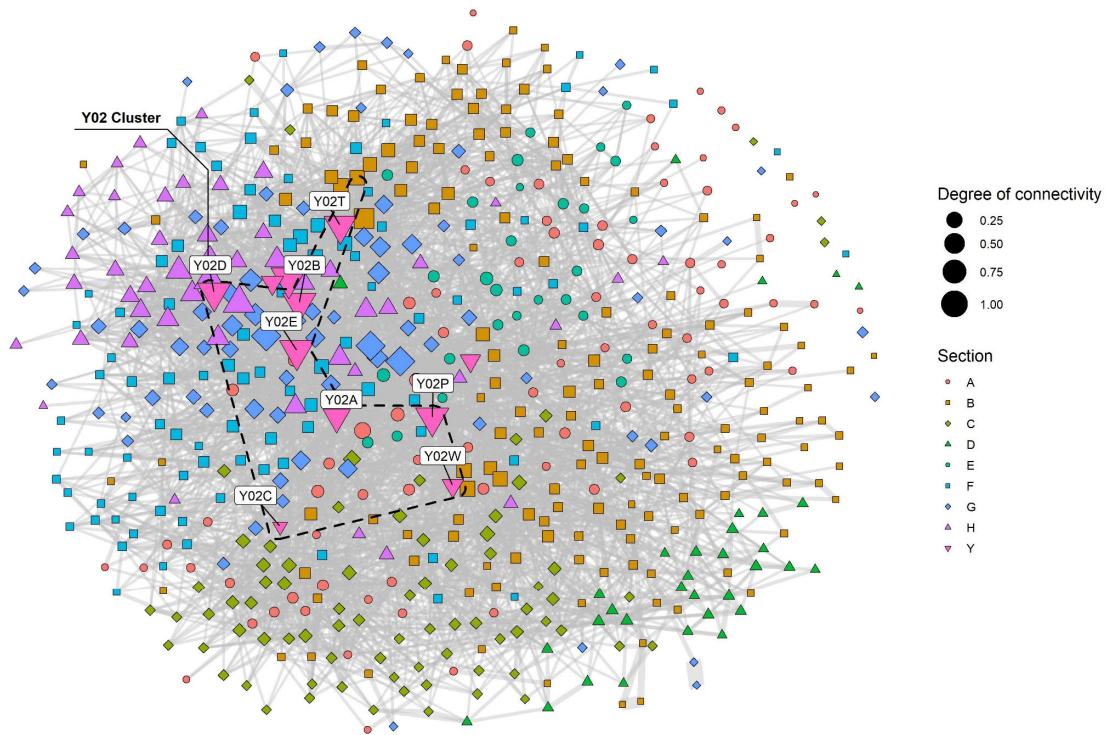 Y02 Cluster
Y02T
Y02D
Y02B
Y02E
Y02A
Y02P
Y02W
Y02C
Degree of connectivity
0.25
0.50
0.75
1.00
Section
A
B
C
D
E
F
G
H
Y